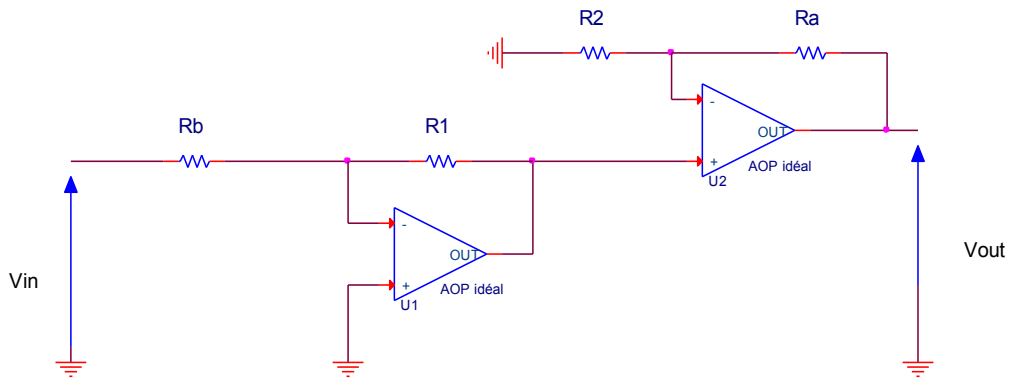 R2
Ra
-
OUT
+
AOP idéal
U2
Rb
R1
-
OUT
+
AOP idéal
U1
Vin
Vout